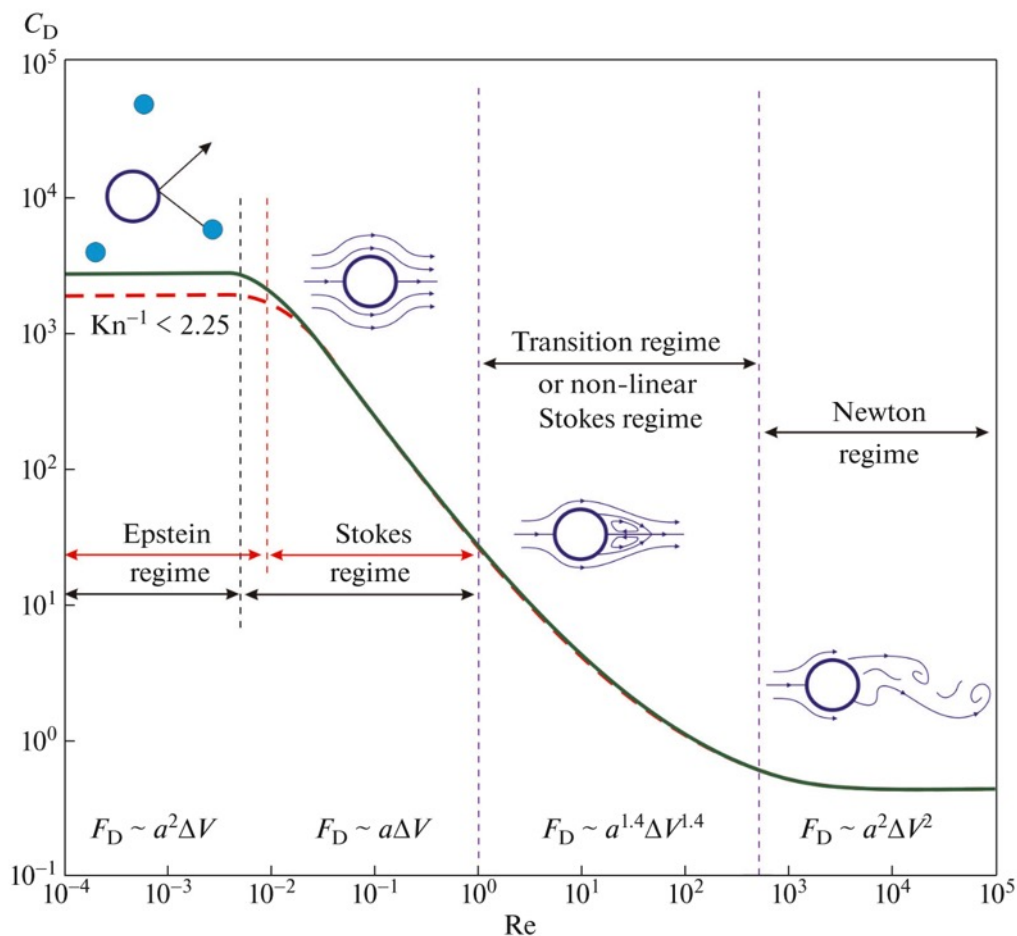 C_D
10^5
10^4
10^3
10^2
10^1
10^0
10^−1
Kn^−1 < 2.25
Transition regime
or non-linear
Stokes regime
Newton
regime
Epstein
regime
Stokes
regime
F_D ~ a^2ΔV
F_D ~ aΔV
F_D ~ a^1.4ΔV^1.4
F_D ~ a^2ΔV^2
10^−4 10^−3 10^−2 10^−1 10^0 10^1 10^2 10^3 10^4 10^5
Re